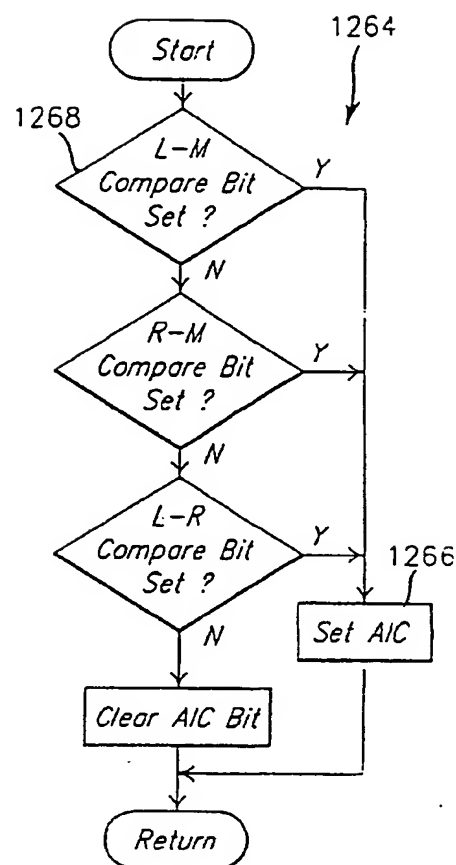 Start
1264
1268
L-M
Compare Bit
Set ?
Y
N
R-M
Compare Bit
Set ?
Y
N
L-R
Compare Bit
Set ?
Y
1266
N
Set AIC
Clear AIC Bit
Return